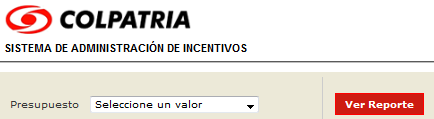 COLPATRIA
SISTEMA DE ADMINISTRACIÓN DE INCENTIVOS
Presupuesto Seleccione un valor Ver Reporte